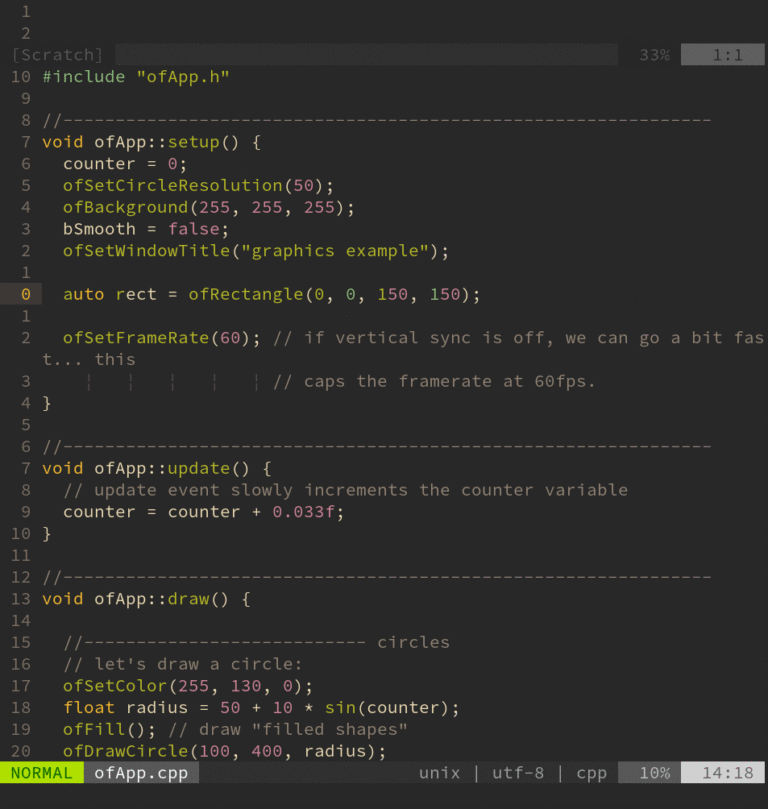 1
2
[Scratch] 33% 1:1
10 #include "ofApp.h"
9
8 //--------------------------------------------------------------
7 void ofApp::setup() {
6   counter = 0;
5   ofSetCircleResolution(50);
4   ofBackground(255, 255, 255);
3   bSmooth = false;
2   ofSetWindowTitle("graphics example");
1
0   auto rect = ofRectangle(0, 0, 150, 150);
1
2   ofSetFrameRate(60); // if vertical sync is off, we can go a bit fas
t... this
3     ¦   ¦   ¦   ¦   ¦ // caps the framerate at 60fps.
4 }
5
6 //--------------------------------------------------------------
7 void ofApp::update() {
8   // update event slowly increments the counter variable
9   counter = counter + 0.033f;
10 }
11
12 //--------------------------------------------------------------
13 void ofApp::draw() {
14
15   //--------------------------- circles
16   // let's draw a circle:
17   ofSetColor(255, 130, 0);
18   float radius = 50 + 10 * sin(counter);
19   ofFill(); // draw "filled shapes"
20   ofDrawCircle(100, 400, radius);
NORMAL ofApp.cpp unix | utf-8 | cpp 10% 14:18